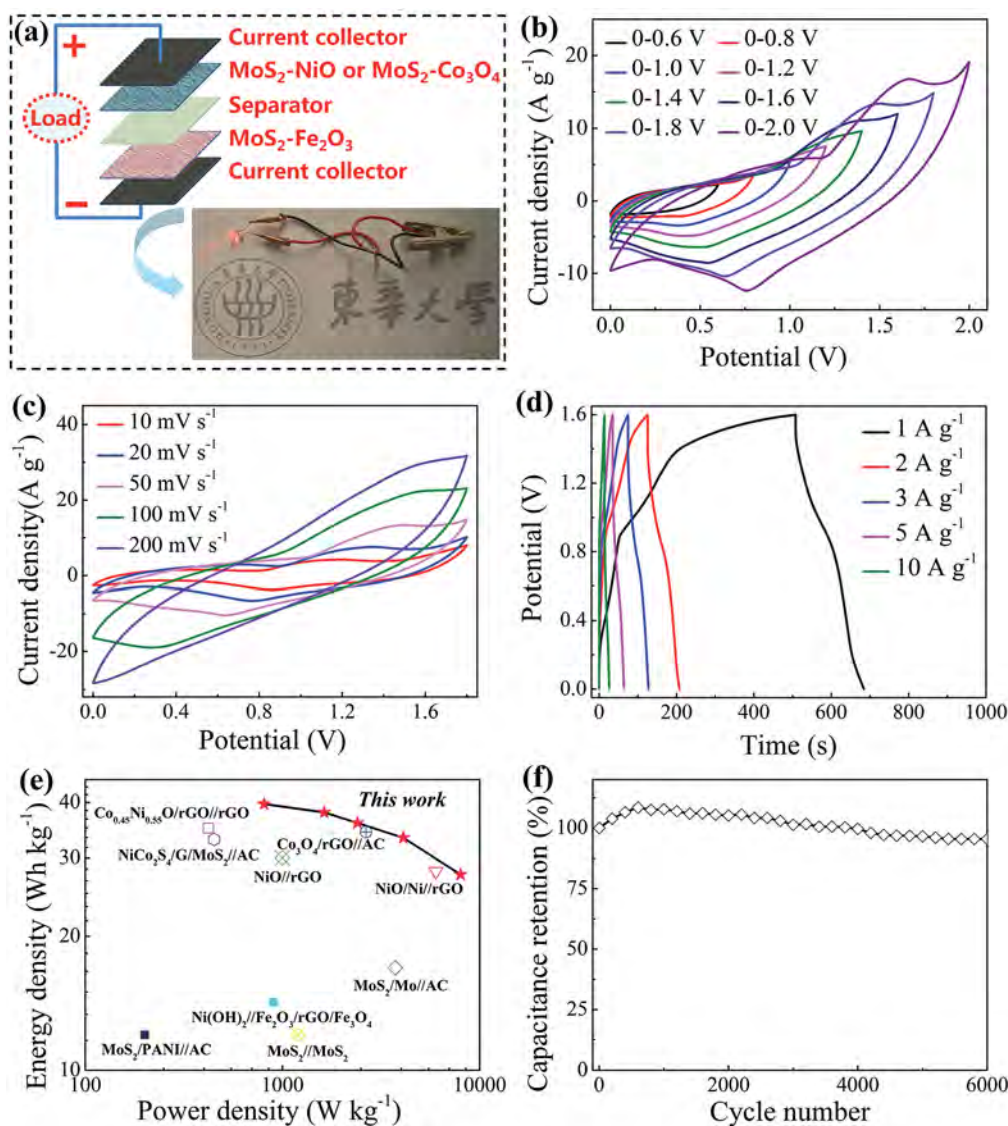 (a)
+
Load
−
Current collector
MoS₂-NiO or MoS₂-Co₃O₄
Separator
MoS₂-Fe₂O₃
Current collector
東華大學
(b)
0-0.6 V 0-0.8 V
0-1.0 V 0-1.2 V
0-1.4 V 0-1.6 V
0-1.8 V 0-2.0 V
20
10
0
-10
Current density (A g⁻¹)
0.0 0.5 1.0 1.5 2.0
Potential (V)
(c)
10 mV s⁻¹
20 mV s⁻¹
50 mV s⁻¹
100 mV s⁻¹
200 mV s⁻¹
40
20
0
-20
Current density(A g⁻¹)
0.0 0.4 0.8 1.2 1.6
Potential (V)
(d)
1 A g⁻¹
2 A g⁻¹
3 A g⁻¹
5 A g⁻¹
10 A g⁻¹
1.6
0.8
0.0
Potential (V)
0 200 400 600 800 1000
Time (s)
(e)
This work
Co₀.₄₅Ni₀.₅₅O/rGO//rGO
NiCo₂S₄/G/MoS₂//AC
Co₃O₄/rGO//AC
NiO//rGO
NiO/Ni//rGO
MoS₂/Mo//AC
Ni(OH)₂//Fe₂O₃/rGO/Fe₃O₄
MoS₂/PANI//AC
MoS₂//MoS₂
40
30
20
10
Energy density (Wh kg⁻¹)
100 1000 10000
Power density (W kg⁻¹)
(f)
100
75
50
25
0
Capacitance retention (%)
0 2000 4000 6000
Cycle number